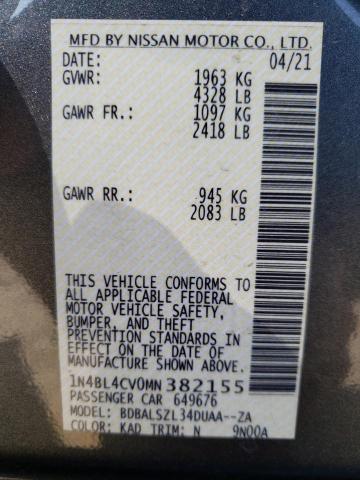 MFD BY NISSAN MOTOR CO., LTD.
DATE: 04/21
GVWR: 1963 KG
4328 LB
GAWR FR.: 1097 KG
2418 LB
GAWR RR.: 945 KG
2083 LB
THIS VEHICLE CONFORMS TO
ALL APPLICABLE FEDERAL
MOTOR VEHICLE SAFETY,
BUMPER, AND THEFT
PREVENTION STANDARDS IN
EFFECT ON THE DATE OF
MANUFACTURE SHOWN ABOVE.
1N4BL4CV0MN382155
PASSENGER CAR 649676
MODEL: BDBALSZL34DUAA--ZA
COLOR: KAD TRIM: N 9N00A